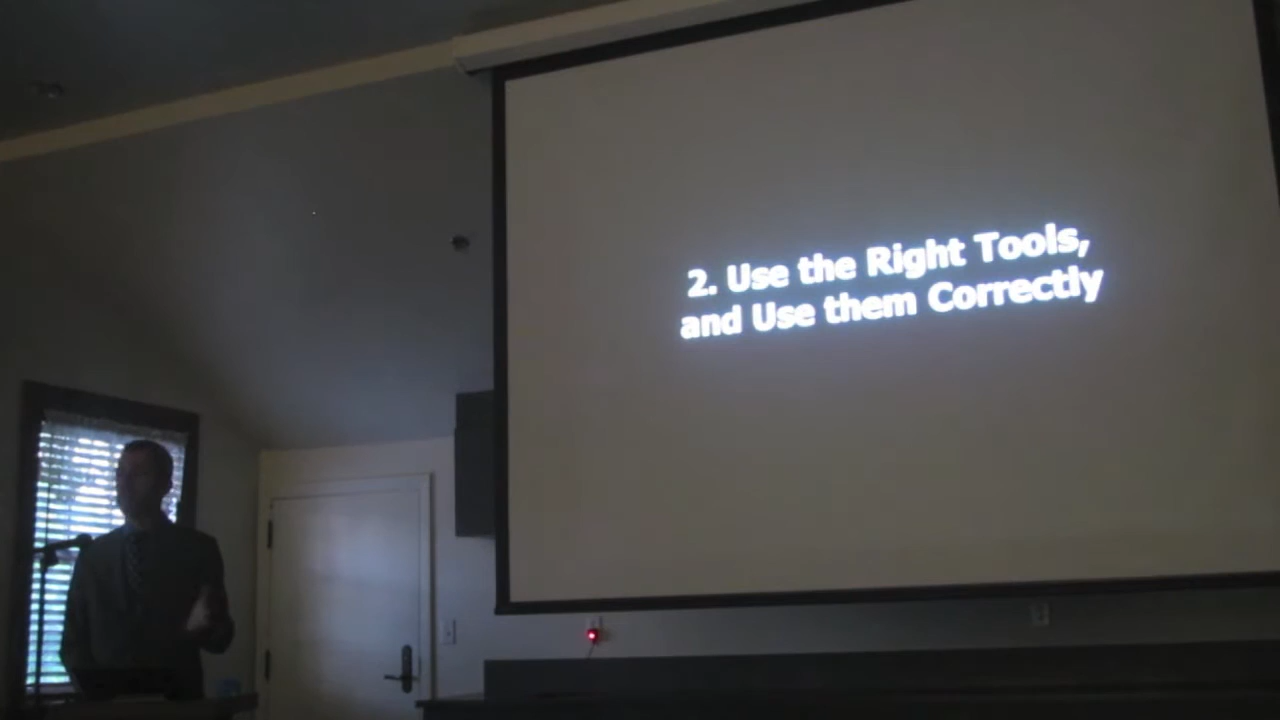 2. Use the Right Tools,
and Use them Correctly